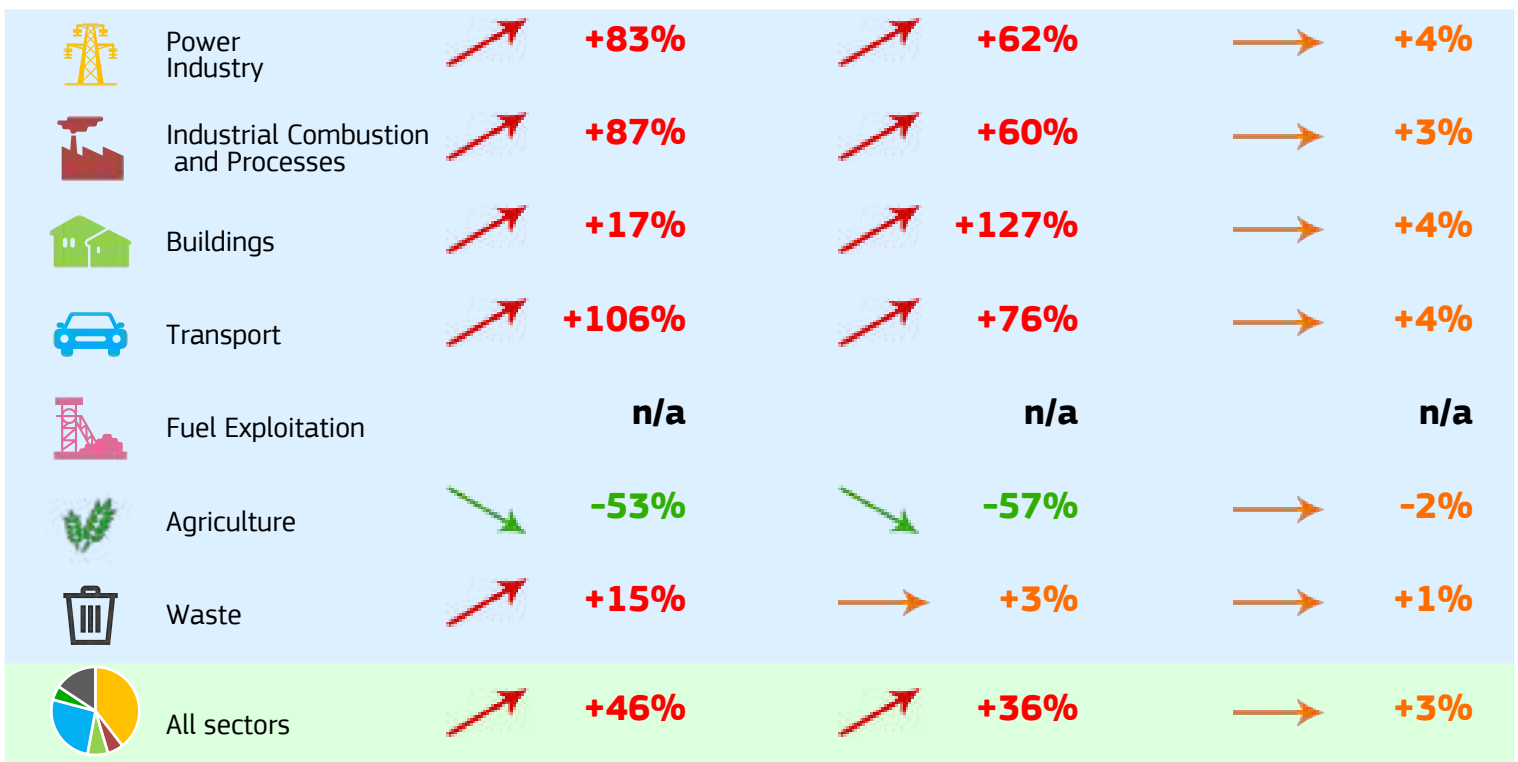 Power
Industry
+83%
+62%
+4%
Industrial Combustion
and Processes
+87%
+60%
+3%
Buildings
+17%
+127%
+4%
Transport
+106%
+76%
+4%
Fuel Exploitation
n/a
n/a
n/a
Agriculture
-53%
-57%
-2%
Waste
+15%
+3%
+1%
All sectors
+46%
+36%
+3%